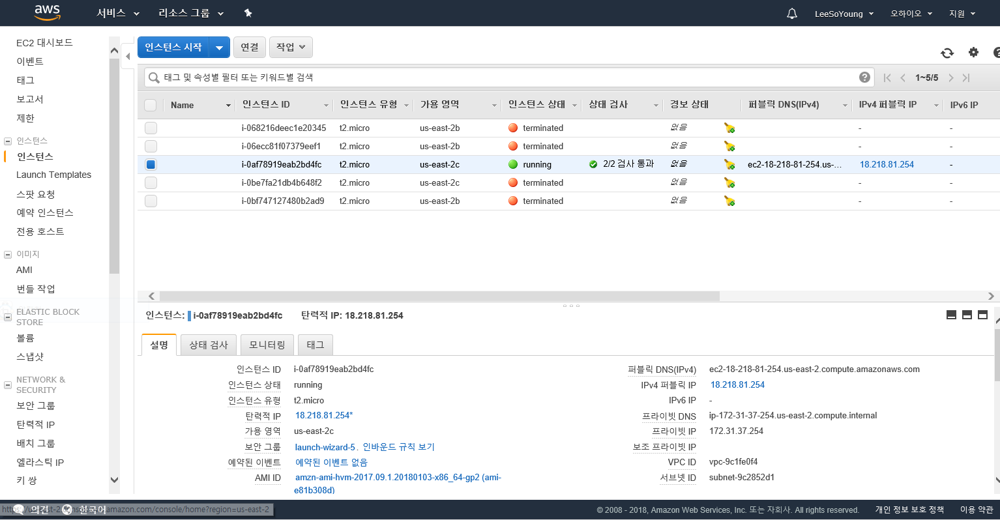 aws 서비스 리소스 그룹 LeeSoYoung 오하이오 지원
EC2 대시보드
이벤트
태그
보고서
제한
인스턴스
인스턴스
Launch Templates
스팟 요청
예약 인스턴스
전용 호스트
이미지
AMI
번들 작업
ELASTIC BLOCK
STORE
볼륨
스냅샷
NETWORK &
SECURITY
보안 그룹
탄력적 IP
배치 그룹
엘라스틱 IP
키 쌍
인스턴스 시작 연결 작업
태그 및 속성별 필터 또는 키워드별 검색 1~5/5
Name 인스턴스 ID 인스턴스 유형 가용 영역 인스턴스 상태 상태 검사 경보 상태 퍼블릭 DNS(IPv4) IPv4 퍼블릭 IP IPv6 IP
i-068216deec1e20345 t2.micro us-east-2b terminated 없음 - -
i-06ecc81f07379eef1 t2.micro us-east-2b terminated 없음 - -
i-0af78919eab2bd4fc t2.micro us-east-2c running 2/2 검사 통과 없음 ec2-18-218-81-254.us-... 18.218.81.254 -
i-0be7fa21db4b648f2 t2.micro us-east-2c terminated 없음 - -
i-0bf747127480b2ad9 t2.micro us-east-2b terminated 없음 - -
인스턴스: i-0af78919eab2bd4fc 탄력적 IP: 18.218.81.254
설명 상태 검사 모니터링 태그
인스턴스 ID i-0af78919eab2bd4fc 퍼블릭 DNS(IPv4) ec2-18-218-81-254.us-east-2.compute.amazonaws.com
인스턴스 상태 running IPv4 퍼블릭 IP 18.218.81.254
인스턴스 유형 t2.micro IPv6 IP -
탄력적 IP 18.218.81.254* 프라이빗 DNS ip-172-31-37-254.us-east-2.compute.internal
가용 영역 us-east-2c 프라이빗 IP 172.31.37.254
보안 그룹 launch-wizard-5. 인바운드 규칙 보기 보조 프라이빗 IP
예약된 이벤트 예약된 이벤트 없음 VPC ID vpc-9c1fe0f4
AMI ID amzn-ami-hvm-2017.09.1.20180103-x86_64-gp2 (ami- 서브넷 ID subnet-9c2852d1
e81b308d)
의견 한국어 © 2008 - 2018, Amazon Web Services, Inc. 또는 자회사. All rights reserved. 개인 정보 보호 정책 이용 약관